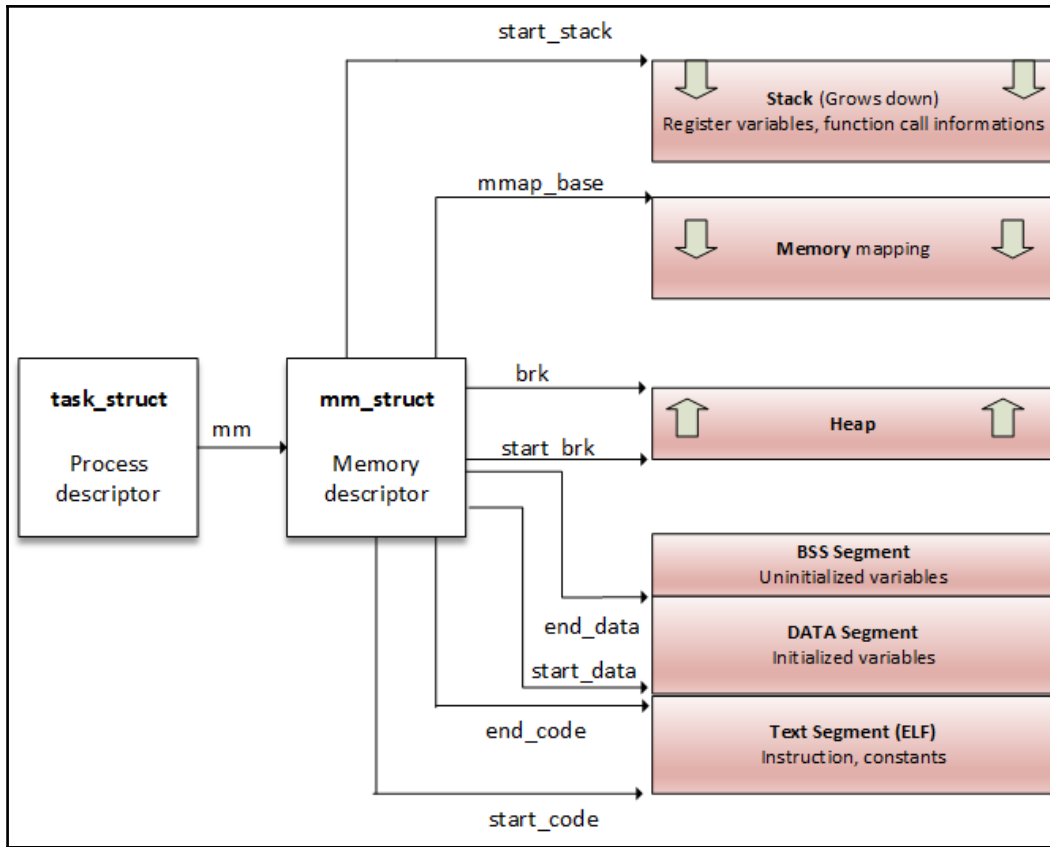 start_stack
Stack (Grows down)
Register variables, function call informations
mmap_base
Memory mapping
task_struct
Process
descriptor
mm
mm_struct
Memory
descriptor
brk
Heap
start_brk
BSS Segment
Uninitialized variables
end_data
DATA Segment
Initialized variables
start_data
end_code
Text Segment (ELF)
Instruction, constants
start_code